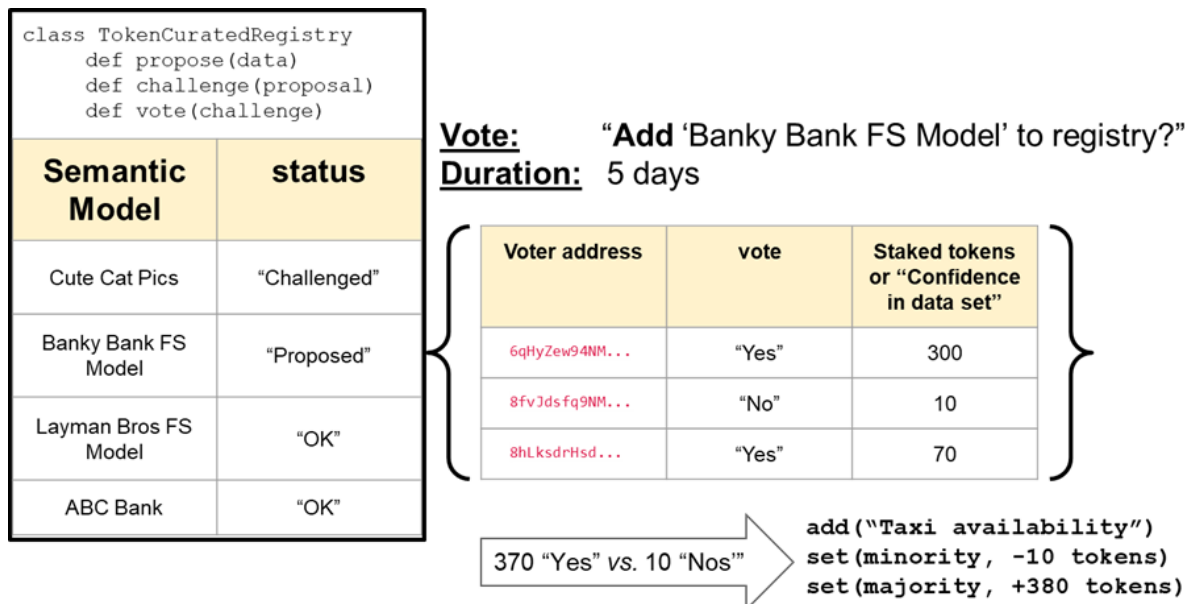 class TokenCuratedRegistry
def propose(data)
def challenge(proposal)
def vote(challenge)
Semantic
Model
status
Cute Cat Pics
“Challenged”
Banky Bank FS
Model
“Proposed”
Layman Bros FS
Model
“OK”
ABC Bank
“OK”
Vote: “Add ‘Banky Bank FS Model’ to registry?”
Duration: 5 days
Voter address
vote
Staked tokens
or “Confidence
in data set”
6qHyZew94NM...
“Yes”
300
8fvJdsfq9NM...
“No”
10
8hLksdrHsd...
“Yes”
70
370 “Yes” vs. 10 “Nos’”
add(“Taxi availability”)
set(minority, -10 tokens)
set(majority, +380 tokens)